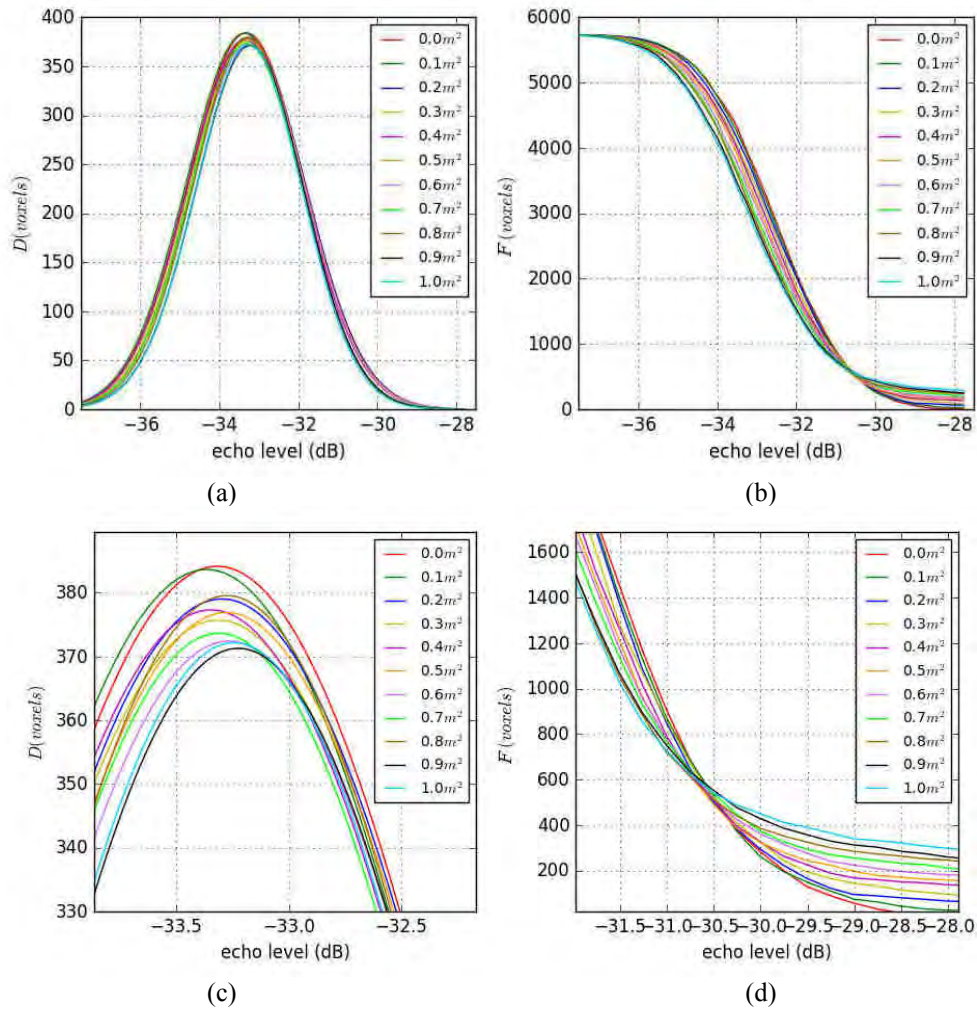 400
350
300
250
200
150
100
50
0
D(voxels)
−36 −34 −32 −30 −28
echo level (dB)
0.0m²
0.1m²
0.2m²
0.3m²
0.4m²
0.5m²
0.6m²
0.7m²
0.8m²
0.9m²
1.0m²
(a)
6000
5000
4000
3000
2000
1000
0
F(voxels)
−36 −34 −32 −30 −28
echo level (dB)
0.0m²
0.1m²
0.2m²
0.3m²
0.4m²
0.5m²
0.6m²
0.7m²
0.8m²
0.9m²
1.0m²
(b)
380
370
360
350
340
330
D(voxels)
−33.5 −33.0 −32.5
echo level (dB)
0.0m²
0.1m²
0.2m²
0.3m²
0.4m²
0.5m²
0.6m²
0.7m²
0.8m²
0.9m²
1.0m²
(c)
1600
1400
1200
1000
800
600
400
200
F(voxels)
−31.5−31.0−30.5−30.0−29.5−29.0−28.5−28.0
echo level (dB)
0.0m²
0.1m²
0.2m²
0.3m²
0.4m²
0.5m²
0.6m²
0.7m²
0.8m²
0.9m²
1.0m²
(d)